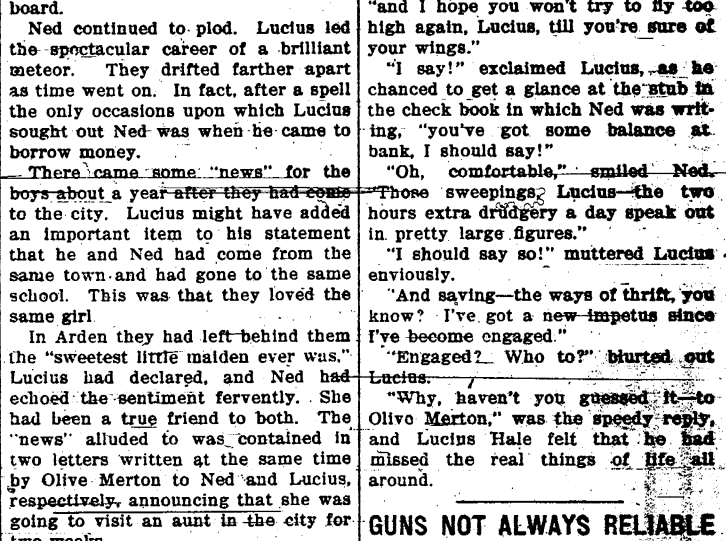 board.
Ned continued to plod. Lucius led
the spectacular career of a brilliant
meteor. They drifted farther apart
as time went on. In fact, after a spell
the only occasions upon which Lucius
sought out Ned was when he came to
borrow money.
There came some "news" for the
boys about a year after they had come
to the city. Lucius might have added
an important item to his statement
that he and Ned had come from the
same town and had gone to the same
school. This was that they loved the
same girl
In Arden they had left behind them
the "sweetest little maiden ever was,"
Lucius had declared, and Ned had
echoed the sentiment fervently. She
had been a true friend to both. The
"news" alluded to was contained in
two letters written at the same time
by Olive Merton to Ned and Lucius,
respectively, announcing that she was
going to visit an aunt in the city for
two weeks
"and I hope you won't try to fly too
high again, Lucius, till you're sure of
your wings."
"I say!" exclaimed Lucius, as he
chanced to get a glance at the stub in
the check book in which Ned was writ-
ing, "you've got some balance at
bank, I should say!"
"Oh, comfortable," smiled Ned.
"Those sweepings, Lucius—the two
hours extra drudgery a day speak out
in pretty large figures."
"I should say so!" muttered Lucius
enviously.
"And saving—the ways of thrift, you
know? I've got a new impetus since
I've become engaged."
"Engaged? Who to?" blurted out
Lucius.
"Why, haven't you guessed it—to
Olive Merton," was the speedy reply,
and Lucius Hale felt that he had
missed the real things of life all
around.
GUNS NOT ALWAYS RELIABLE